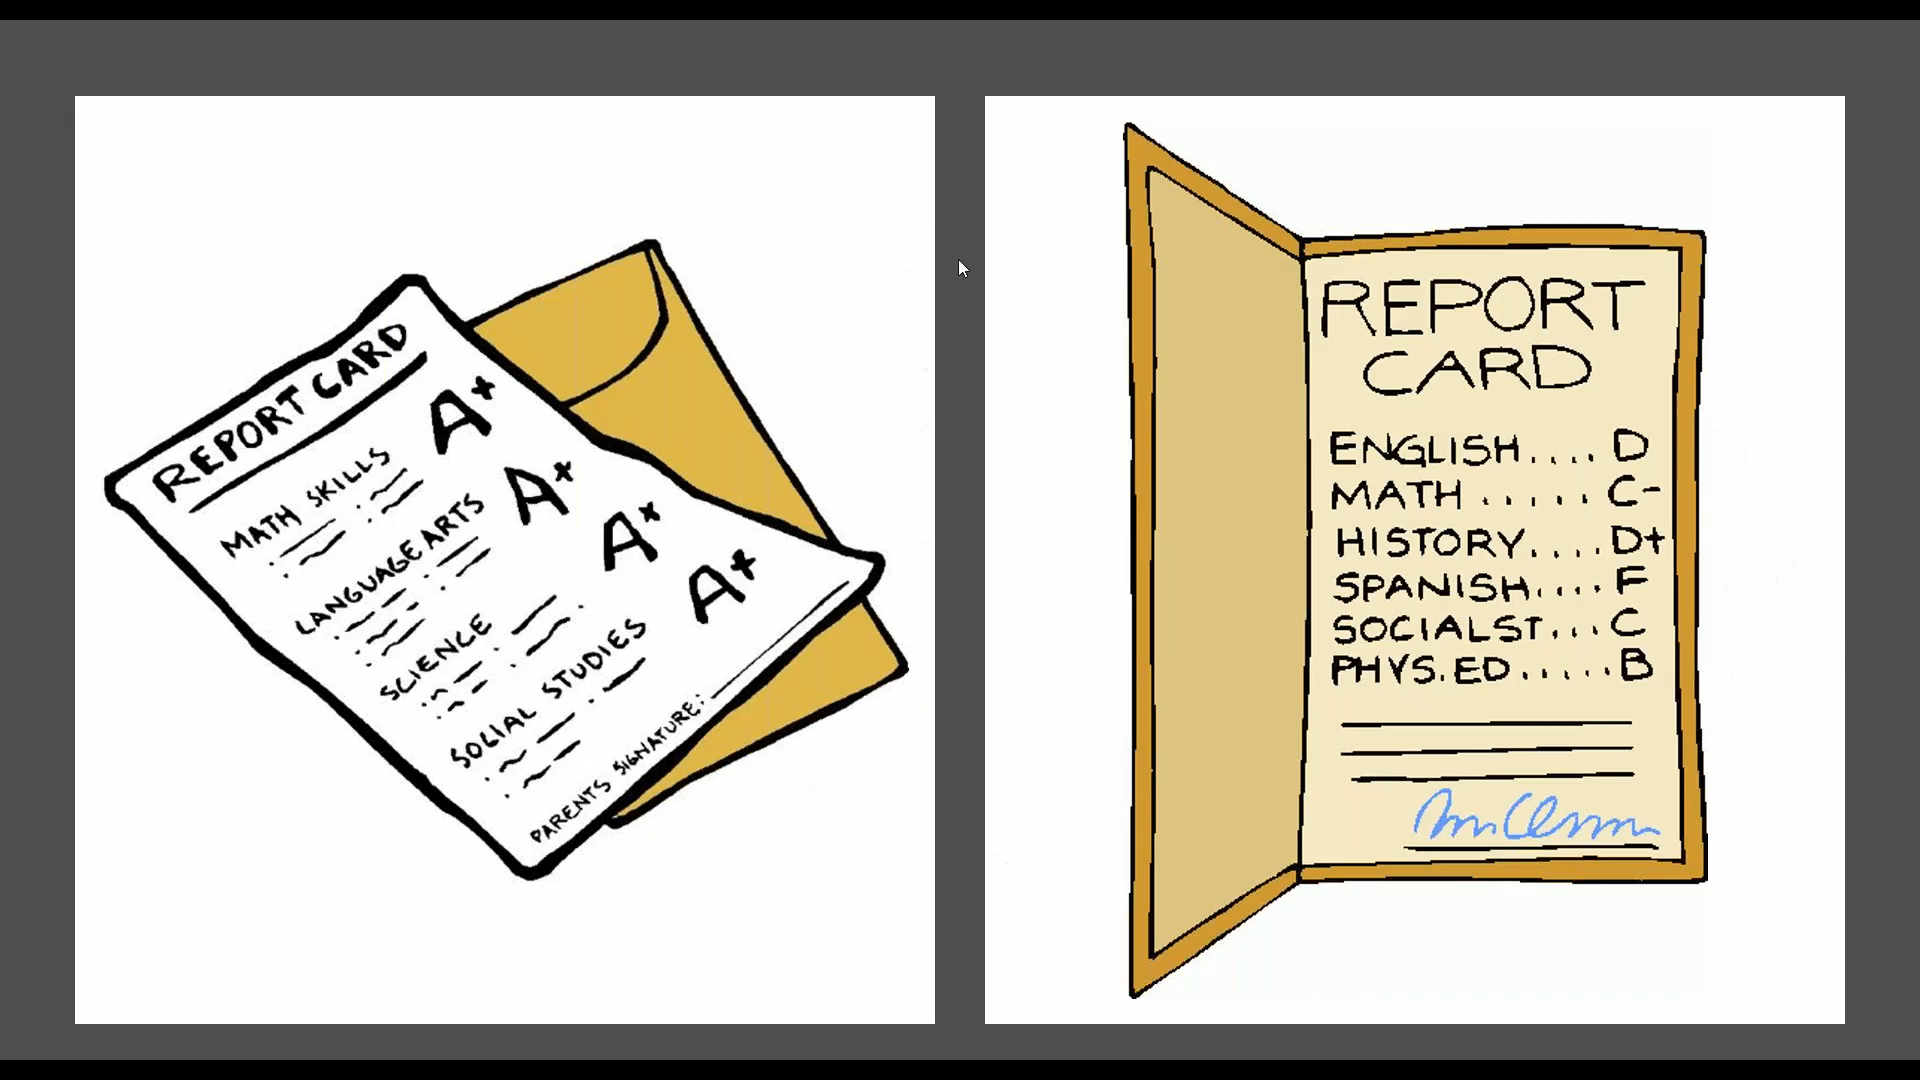 REPORT CARD
MATH SKILLS A+
LANGUAGE ARTS A+
SCIENCE A+
SOCIAL STUDIES A+
PARENTS SIGNATURE:
REPORT
CARD
ENGLISH.... D
MATH ..... C-
HISTORY.... D+
SPANISH.... F
SOCIALST... C
PHYS. ED ..... B